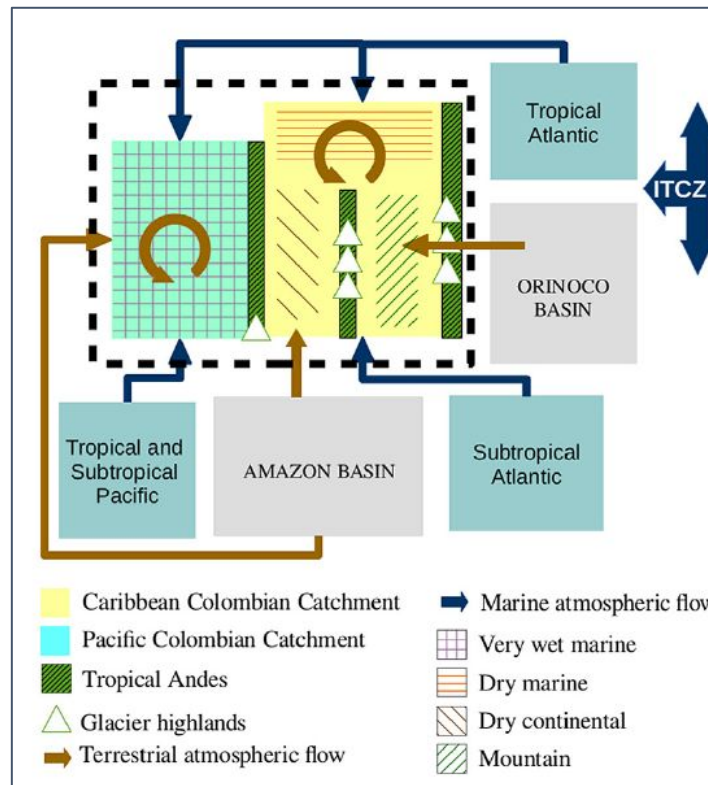 Tropical
Atlantic
ITCZ
ORINOCO
BASIN
Tropical and
Subtropical
Pacific
AMAZON BASIN
Subtropical
Atlantic
Caribbean Colombian Catchment
Pacific Colombian Catchment
Tropical Andes
Glacier highlands
Terrestrial atmospheric flow
Marine atmospheric flow
Very wet marine
Dry marine
Dry continental
Mountain